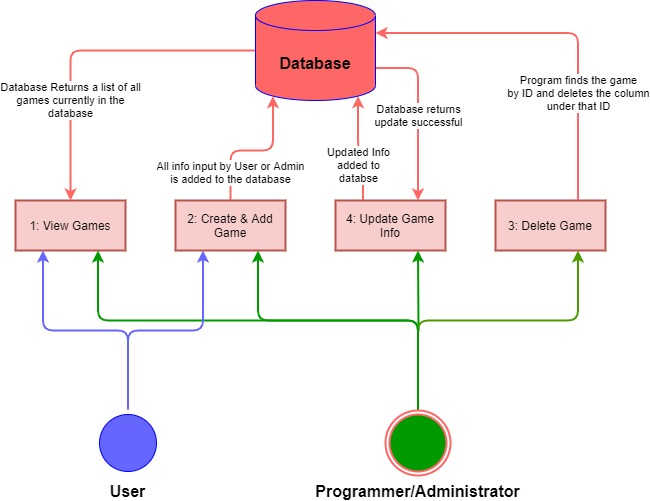 Database
Database Returns a list of all
games currently in the
database
Program finds the game
by ID and deletes the column
under that ID
Database returns
update successful
All info input by User or Admin
is added to the database
Updated Info
added to
databse
1: View Games
2: Create & Add
Game
4: Update Game
Info
3: Delete Game
User
Programmer/Administrator